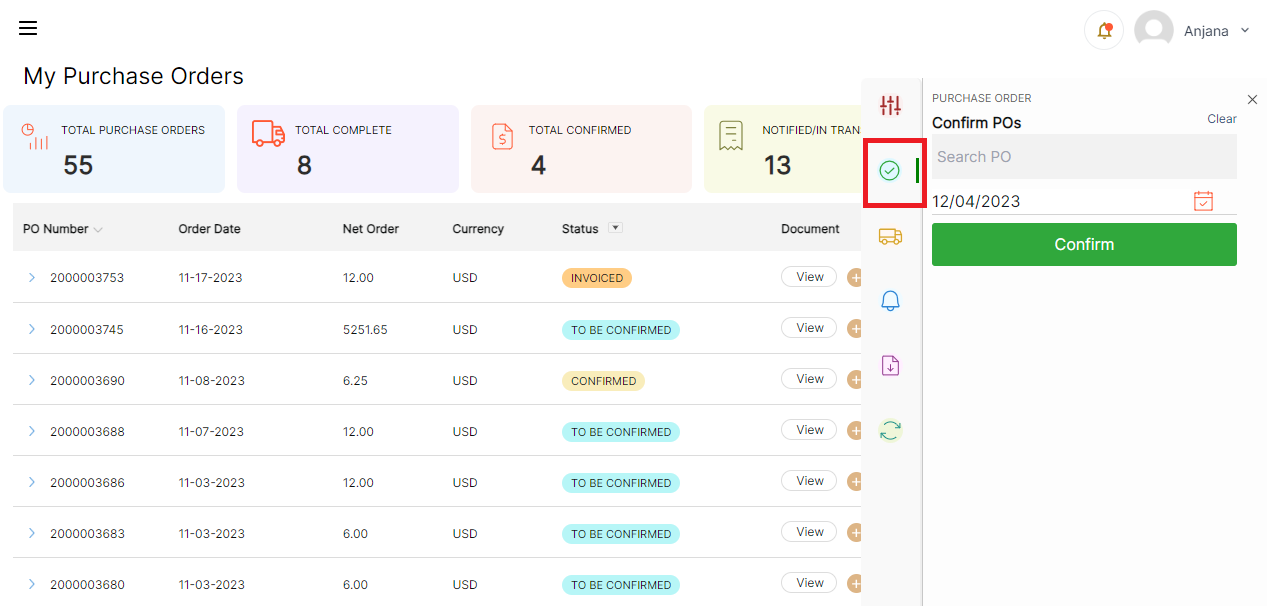 Anjana
My Purchase Orders
TOTAL PURCHASE ORDERS
55
TOTAL COMPLETE
8
TOTAL CONFIRMED
4
NOTIFIED/IN TRAN
13
PO Number Order Date Net Order Currency Status Document
2000003753 11-17-2023 12.00 USD INVOICED View
2000003745 11-16-2023 5251.65 USD TO BE CONFIRMED View
2000003690 11-08-2023 6.25 USD CONFIRMED View
2000003688 11-07-2023 12.00 USD TO BE CONFIRMED View
2000003686 11-03-2023 12.00 USD TO BE CONFIRMED View
2000003683 11-03-2023 6.00 USD TO BE CONFIRMED View
2000003680 11-03-2023 6.00 USD TO BE CONFIRMED View
PURCHASE ORDER
Confirm POs Clear
Search PO
12/04/2023
Confirm